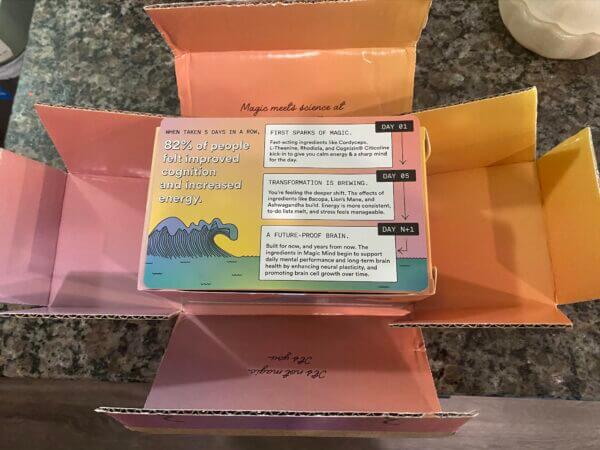 Magic meets science at
WHEN TAKEN 5 DAYS IN A ROW,
82% of people
felt improved
cognition
and increased
energy.
DAY 01
FIRST SPARKS OF MAGIC.
Fast-acting ingredients like Cordyceps,
L-Theanine, Rhodiola, and Cognizin® Citicoline
kick-in to give you calm energy & a sharp mind
for the day.
DAY 05
TRANSFORMATION IS BREWING.
You're feeling the deeper shift. The effects of
ingredients like Bacopa, Lion's Mane, and
Ashwagandha build. Energy is more consistent,
to-do lists melt, and stress feels manageable.
DAY N+1
A FUTURE-PROOF BRAIN.
Built for now, and years from now. The
ingredients in Magic Mind begin to support
daily mental performance and long-term brain
health by enhancing neural plasticity, and
promoting brain cell growth over time.
It's not magic.
It's you.